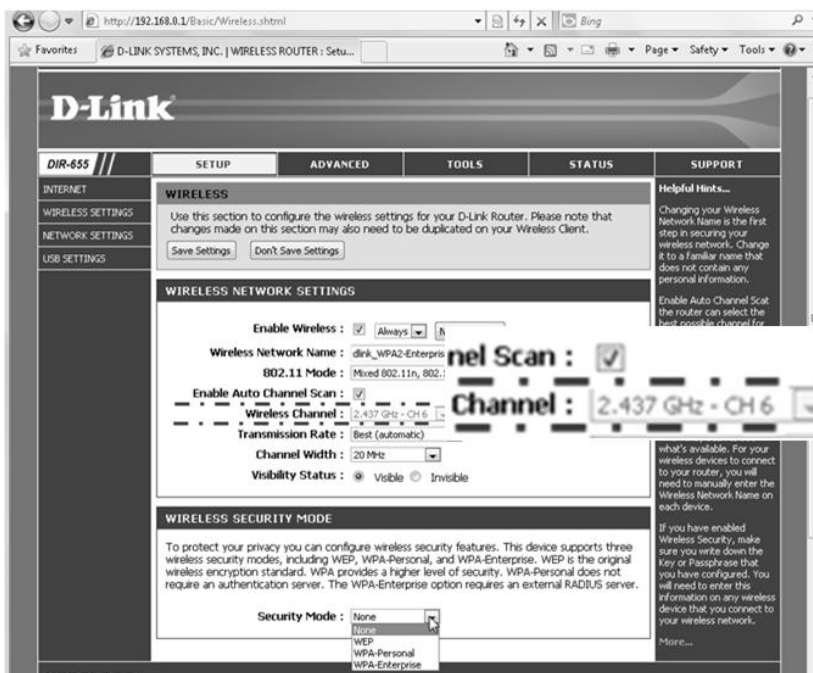 http://192.168.0.1/Basic/Wireless.shtml
Bing
Favorites
D-LINK SYSTEMS, INC. | WIRELESS ROUTER : Setu...
Page
Safety
Tools
D-Link
DIR-655
SETUP
ADVANCED
TOOLS
STATUS
SUPPORT
INTERNET
WIRELESS SETTINGS
NETWORK SETTINGS
USB SETTINGS
WIRELESS
Use this section to configure the wireless settings for your D-Link Router. Please note that
changes made on this section may also need to be duplicated on your Wireless Client.
Save Settings
Don't Save Settings
WIRELESS NETWORK SETTINGS
Enable Wireless :
Always
Wireless Network Name :
dlink_WPA2-Enterpris
802.11 Mode :
Mixed 802.11n, 802.1
Enable Auto Channel Scan :
Wireless Channel :
2.437 GHz - CH 6
Transmission Rate :
Best (automatic)
Channel Width :
20 MHz
Visibility Status :
Visible
Invisible
nel Scan :
Channel :
2.437 GHz - CH 6
WIRELESS SECURITY MODE
To protect your privacy you can configure wireless security features. This device supports three
wireless security modes, including WEP, WPA-Personal, and WPA-Enterprise. WEP is the original
wireless encryption standard. WPA provides a higher level of security. WPA-Personal does not
require an authentication server. The WPA-Enterprise option requires an external RADIUS server.
Security Mode :
None
None
WEP
WPA-Personal
WPA-Enterprise
Helpful Hints...
Changing your Wireless
Network Name is the first
step in securing your
wireless network. Change
it to a familiar name that
does not contain any
personal information.
Enable Auto Channel Scat
the router can select the
best possible channel for
what's available. For your
wireless devices to connect
to your router, you will
need to manually enter the
Wireless Network Name on
each device.
If you have enabled
Wireless Security, make
sure you write down the
Key or Passphrase that
you have configured. You
will need to enter this
information on any wireless
device that you connect to
your wireless network.
More...